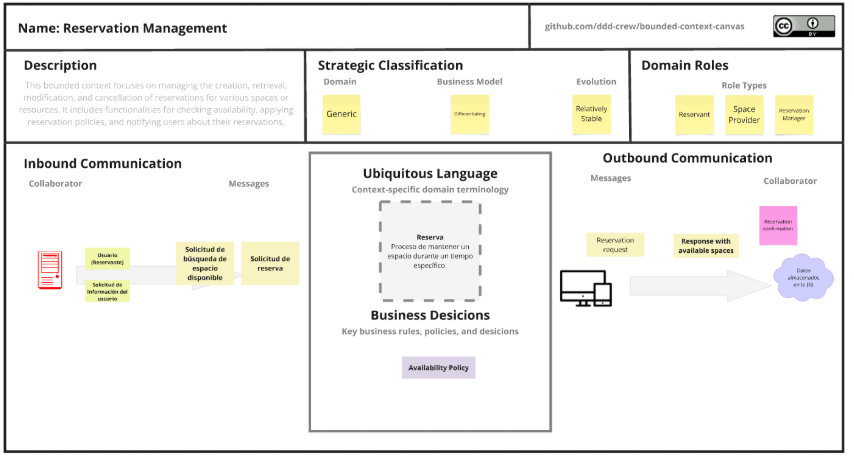 Name: Reservation Management
github.com/ddd-crew/bounded-context-canvas
cc
BY
Description
This bounded context focuses on managing the creation, retrieval,
modification, and cancellation of reservations for various spaces or
resources. It includes functionalities for checking availability, applying
reservation policies, and notifying users about their reservations.
Strategic Classification
Domain
Business Model
Evolution
Generic
Differentiating
Relatively
Stable
Domain Roles
Role Types
Reservant
Space
Provider
Reservation
Manager
Inbound Communication
Collaborator
Messages
Usuario
(Reservante)
Solicitud de
información del
usuario
Solicitud de
búsqueda de
espacio
disponible
Solicitud de
reserva
Ubiquitous Language
Context-specific domain terminology
Reserva
Proceso de mantener un
espacio durante un tiempo
específico.
Business Desicions
Key business rules, policies, and desicions
Availability Policy
Outbound Communication
Messages
Collaborator
Reservation
request
Response with
available spaces
Reservation
confirmation
Datos
almacenados
en la DB